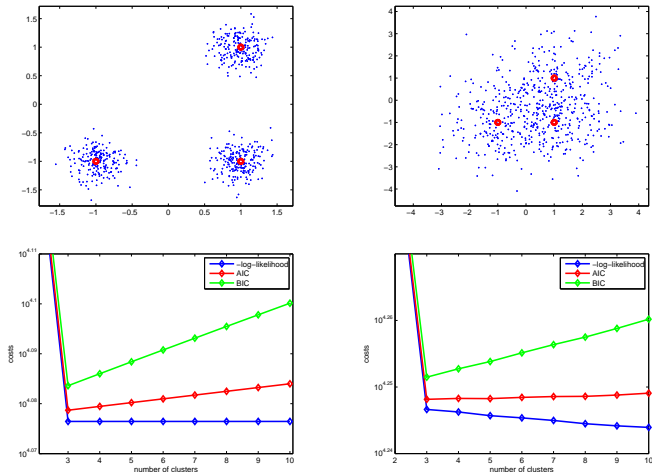 1.5
1
0.5
0
−0.5
−1
−1.5
−1.5 −1 −0.5 0 0.5 1 1.5
4
3
2
1
0
−1
−2
−3
−4
−4 −3 −2 −1 0 1 2 3 4
10^4.11
10^4.1
10^4.09
10^4.08
10^4.07
costs
−log−likelihood
AIC
BIC
3 4 5 6 7 8 9 10
number of clusters
10^4.26
10^4.25
10^4.24
costs
−log−likelihood
AIC
BIC
2 3 4 5 6 7 8 9 10
number of clusters